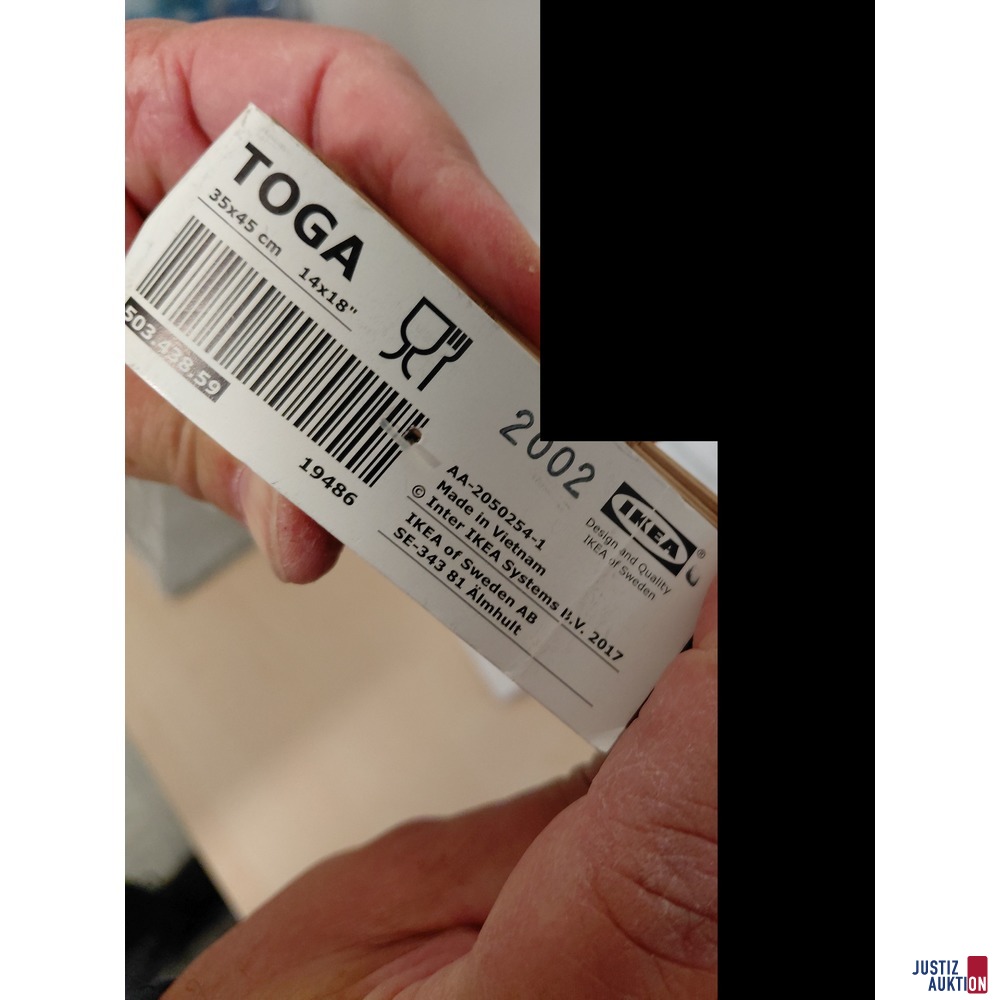 TOGA
35x45 cm 14x18"
503.438.59
19486
2002
AA-2050254-1
Made in Vietnam
© Inter IKEA Systems B.V. 2017
IKEA of Sweden AB
SE-343 81 Älmhult
IKEA®
Design and Quality
IKEA of Sweden
JUSTIZ
AUKTION